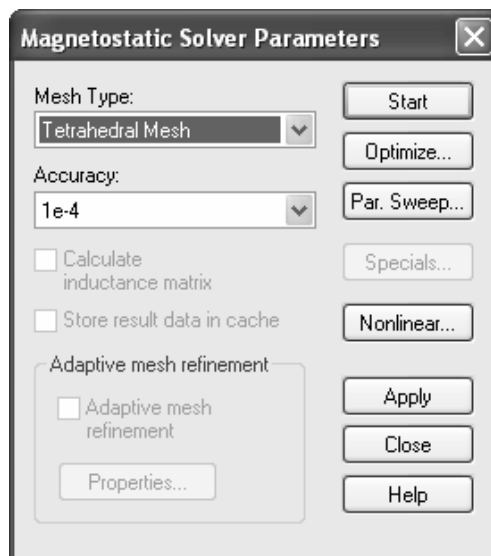 Magnetostatic Solver Parameters
Mesh Type:
Tetrahedral Mesh
Accuracy:
1e-4
Calculate
inductance matrix
Store result data in cache
Adaptive mesh refinement
Adaptive mesh
refinement
Properties...
Start
Optimize...
Par. Sweep...
Specials...
Nonlinear...
Apply
Close
Help